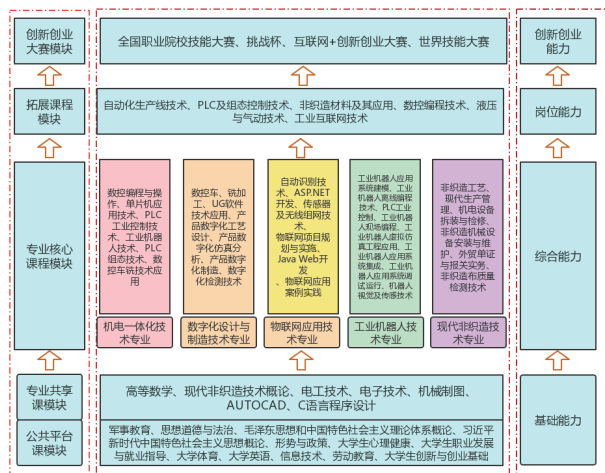 创新创业
大赛模块
全国职业院校技能大赛、挑战杯、互联网+创新创业大赛、世界技能大赛
创新创业
能力
拓展课程
模块
自动化生产线技术、PLC及组态控制技术、非织造材料及其应用、数控编程技术、液压
与气动技术、工业互联网技术
岗位能力
专业核心
课程模块
数控编程与操
作、单片机应
用技术、PLC
工业控制技
术、工业机器
人技术、PLC
组态技术、数
控车铣技术应
用
数控车、铣加
工、UG软件
技术应用、产
品数字化工艺
设计、产品数
字化仿真分
析、产品数字
化制造、数字
化检测技术
自动识别技
术、ASP.NET
开发、传感器
及无线组网技
术、
物联网项目规
划与实施、
Java Web开
发
、物联网应用
案例实践
工业机器人应用
系统建模、工业
机器人离线编程
技术、PLC工业
控制、工业机器
人现场编程、工
业机器人虚拟仿
真工程应用、工
业机器人应用系
统集成、工业机
器人应用系统调
试运行、机器人
视觉及传感技术
非织造工艺、
现代生产管
理、机电设备
拆装与检修、
非织造机械设
备安装与维
护、外贸单证
与报关实务、
非织造布质量
检测技术
机电一体化技
术专业
数字化设计与
制造技术专业
物联网应用技
术专业
工业机器人技
术专业
现代非织造技
术专业
综合能力
专业共享
课模块
高等数学、现代非织造技术概论、电工技术、电子技术、机械制图、
AUTOCAD、C语言程序设计
公共平台
课模块
军事教育、思想道德与法治、毛泽东思想和中国特色社会主义理论体系概论、习近平
新时代中国特色社会主义思想概论、形势与政策、大学生心理健康、大学生职业发展
与就业指导、大学体育、大学英语、信息技术、劳动教育、大学生创新与创业基础
基础能力